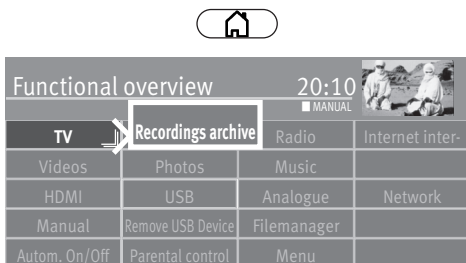 Functional overview 20:10
MANUAL
TV Recordings archive Radio Internet inter-
Videos Photos Music
HDMI USB Analogue Network
Manual Remove USB Device Filemanager
Autom. On/Off Parental control Menu